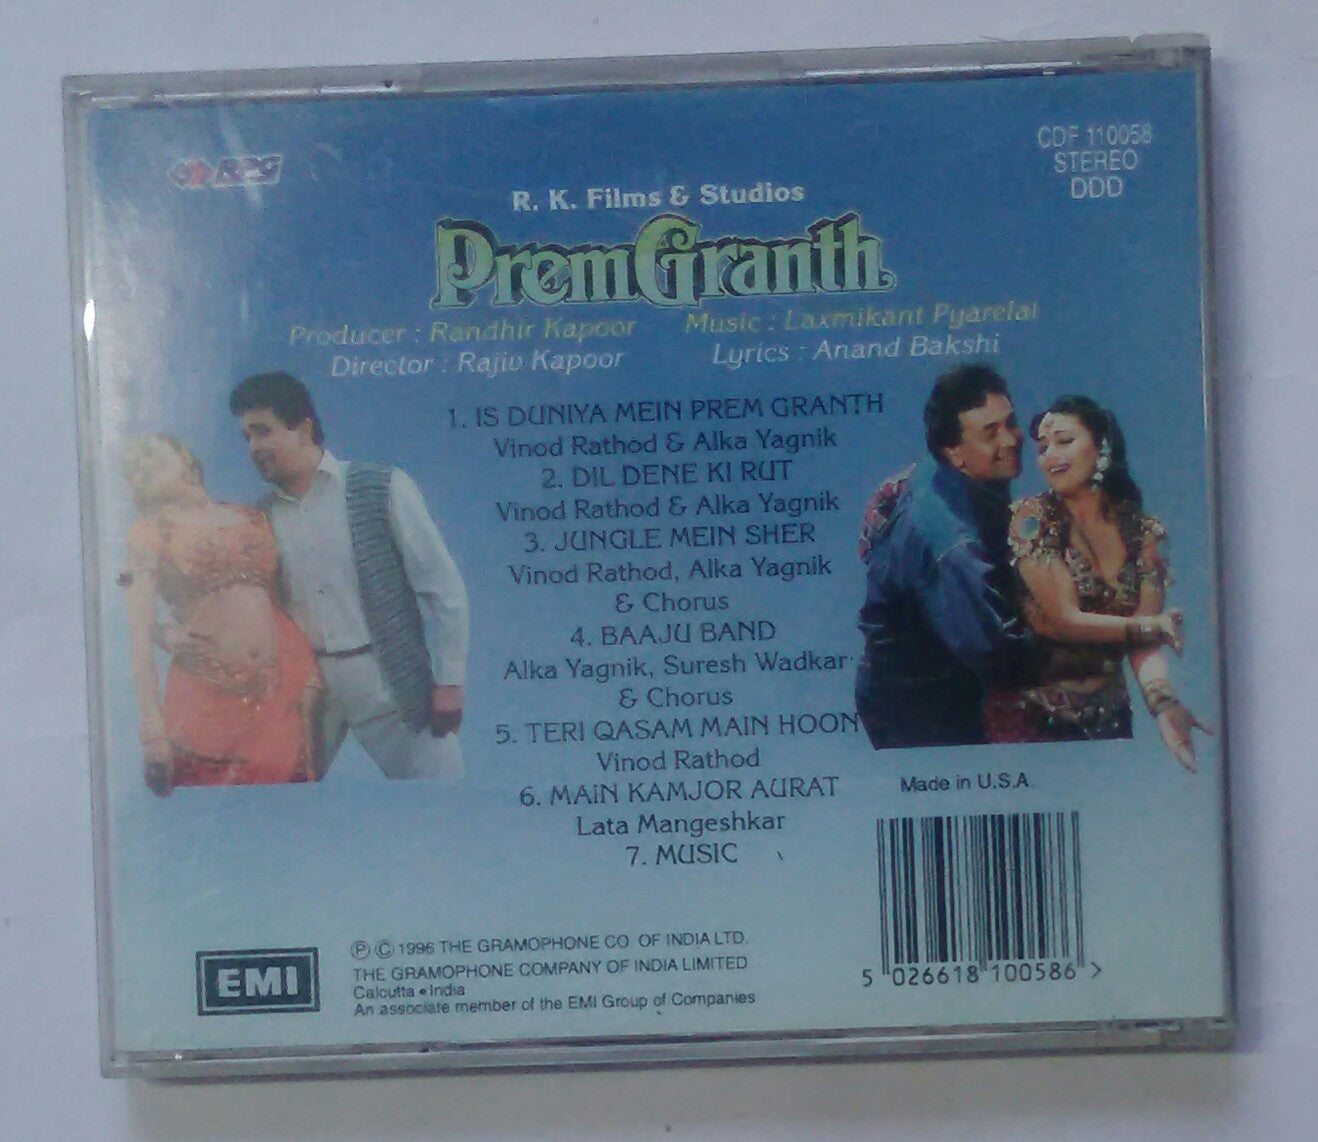 RPG
CDF 110058
STEREO
DDD
R. K. Films & Studios
PremGranth
Producer : Randhir Kapoor
Music : Laxmikant Pyarelal
Director : Rajiv Kapoor
Lyrics : Anand Bakshi
1. IS DUNIYA MEIN PREM GRANTH
Vinod Rathod & Alka Yagnik
2. DIL DENE KI RUT
Vinod Rathod & Alka Yagnik
3. JUNGLE MEIN SHER
Vinod Rathod, Alka Yagnik
& Chorus
4. BAAJU BAND
Alka Yagnik, Suresh Wadkar
& Chorus
5. TERI QASAM MAIN HOON
Vinod Rathod
6. MAIN KAMJOR AURAT
Lata Mangeshkar
7. MUSIC
Made in U.S.A.
5 026618 100586 >
EMI
Ⓟ © 1996 THE GRAMOPHONE CO. OF INDIA LTD.
THE GRAMOPHONE COMPANY OF INDIA LIMITED
Calcutta • India
An associate member of the EMI Group of Companies